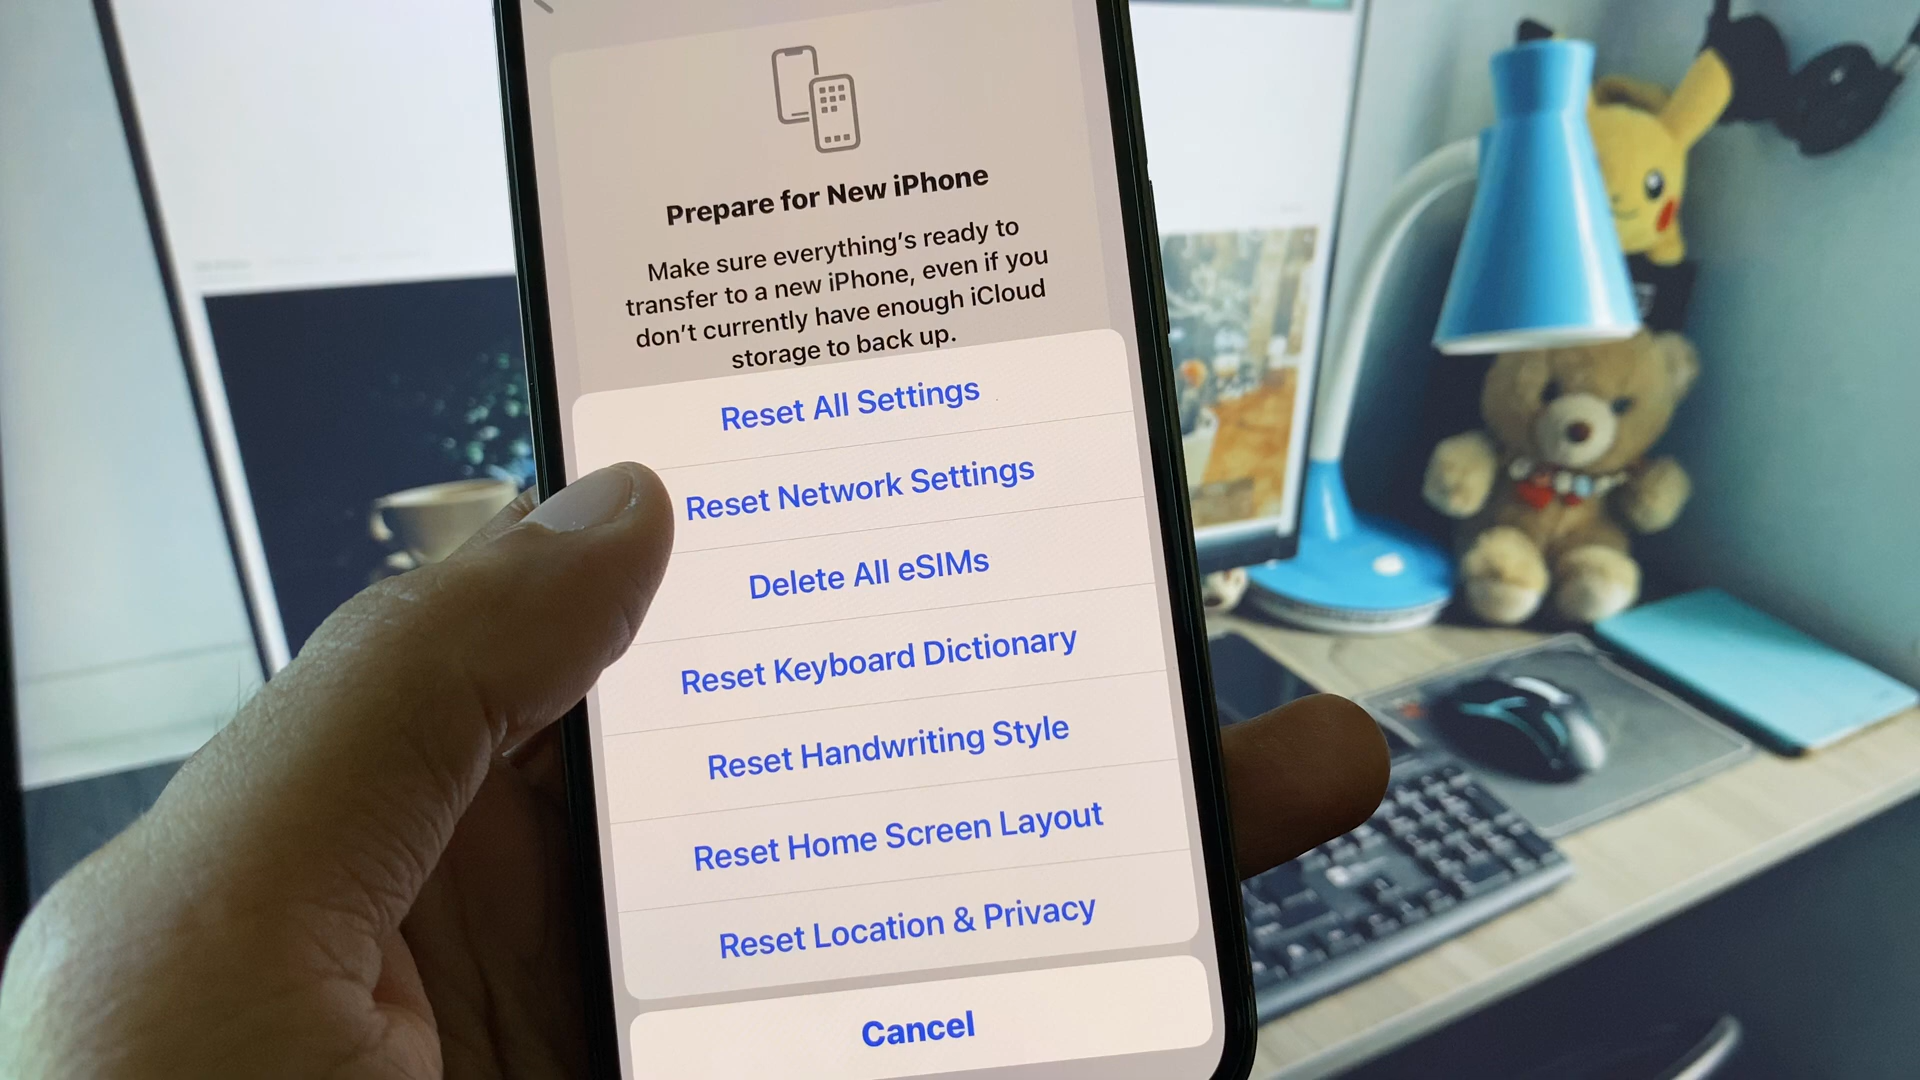 Prepare for New iPhone
Make sure everything's ready to
transfer to a new iPhone, even if you
don't currently have enough iCloud
storage to back up.
Reset All Settings
Reset Network Settings
Delete All eSIMs
Reset Keyboard Dictionary
Reset Handwriting Style
Reset Home Screen Layout
Reset Location & Privacy
Cancel